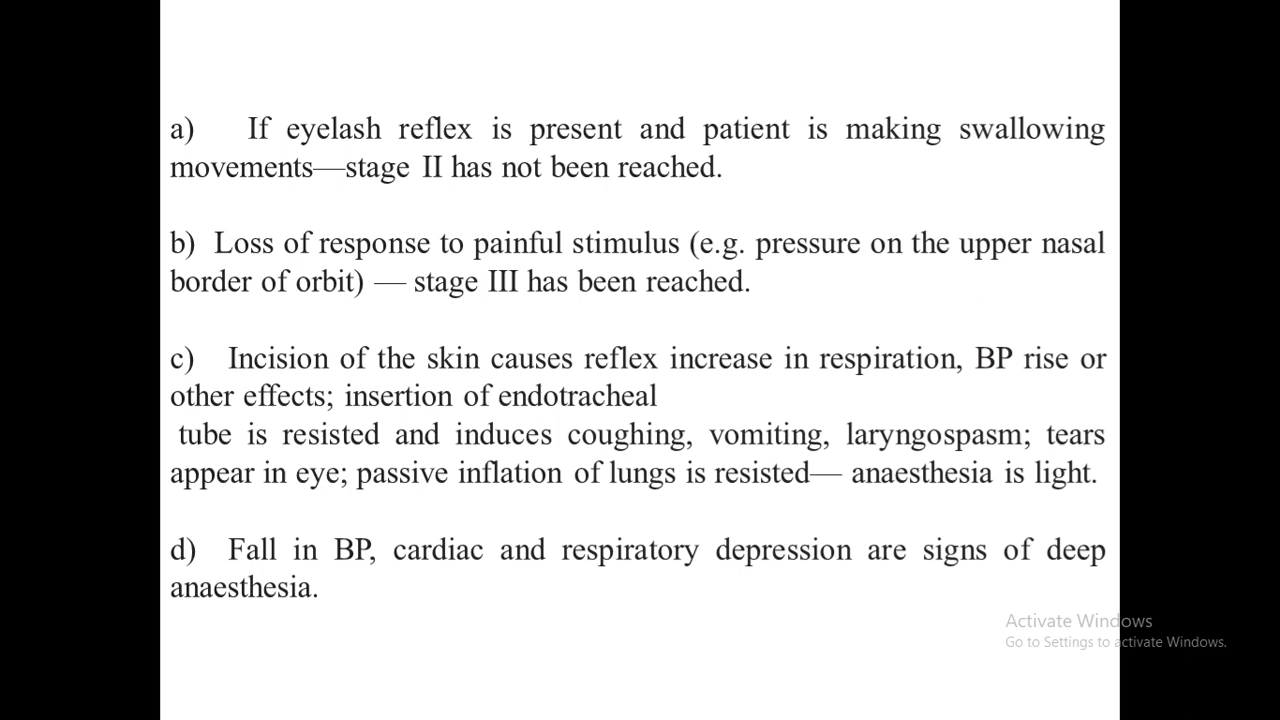 a) If eyelash reflex is present and patient is making swallowing
movements—stage II has not been reached.
b) Loss of response to painful stimulus (e.g. pressure on the upper nasal
border of orbit) — stage III has been reached.
c) Incision of the skin causes reflex increase in respiration, BP rise or
other effects; insertion of endotracheal
tube is resisted and induces coughing, vomiting, laryngospasm; tears
appear in eye; passive inflation of lungs is resisted— anaesthesia is light.
d) Fall in BP, cardiac and respiratory depression are signs of deep
anaesthesia.
Activate Windows
Go to Settings to activate Windows.